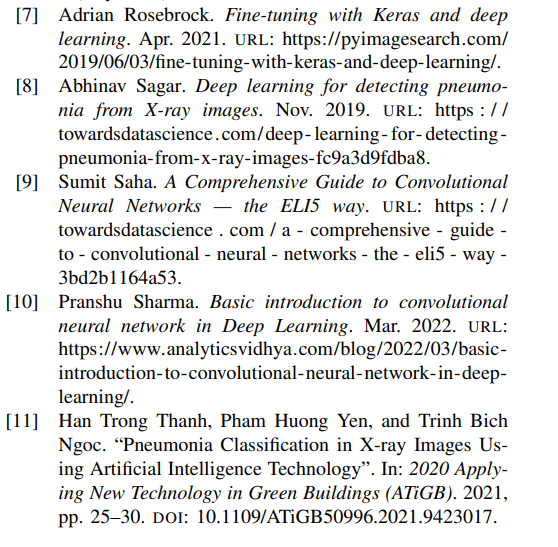 [7] Adrian Rosebrock. Fine-tuning with Keras and deep
learning. Apr. 2021. URL: https://pyimagesearch.com/
2019/06/03/fine-tuning-with-keras-and-deep-learning/.
[8] Abhinav Sagar. Deep learning for detecting pneumo-
nia from X-ray images. Nov. 2019. URL: https : / /
towardsdatascience.com/deep-learning-for-detecting-
pneumonia-from-x-ray-images-fc9a3d9fdba8.
[9] Sumit Saha. A Comprehensive Guide to Convolutional
Neural Networks — the ELI5 way. URL: https : / /
towardsdatascience . com / a - comprehensive - guide -
to - convolutional - neural - networks - the - eli5 - way -
3bd2b1164a53.
[10] Pranshu Sharma. Basic introduction to convolutional
neural network in Deep Learning. Mar. 2022. URL:
https://www.analyticsvidhya.com/blog/2022/03/basic-
introduction-to-convolutional-neural-network-in-deep-
learning/.
[11] Han Trong Thanh, Pham Huong Yen, and Trinh Bich
Ngoc. “Pneumonia Classification in X-ray Images Us-
ing Artificial Intelligence Technology”. In: 2020 Apply-
ing New Technology in Green Buildings (ATiGB). 2021,
pp. 25–30. DOI: 10.1109/ATiGB50996.2021.9423017.